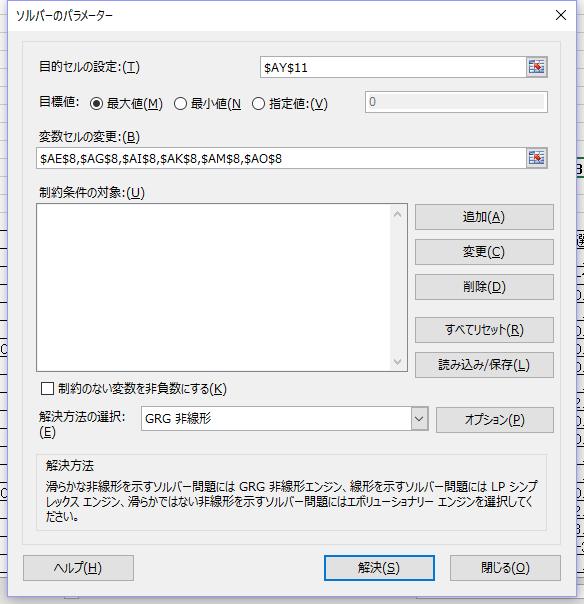 ソルバーのパラメーター
目的セルの設定:(T)
$AY$11
目標値:
最大値(M)
最小値(N
指定値:(V)
0
変数セルの変更:(B)
$AE$8,$AG$8,$AI$8,$AK$8,$AM$8,$AO$8
制約条件の対象:(U)
追加(A)
変更(C)
削除(D)
すべてリセット(R)
読み込み/保存(L)
制約のない変数を非負数にする(K)
解決方法の選択:
(E)
GRG 非線形
オプション(P)
解決方法
滑らかな非線形を示すソルバー問題には GRG 非線形エンジン、線形を示すソルバー問題には LP シンプ
レックス エンジン、滑らかではない非線形を示すソルバー問題にはエボリューショナリー エンジンを選択してく
ださい。
ヘルプ(H)
解決(S)
閉じる(O)